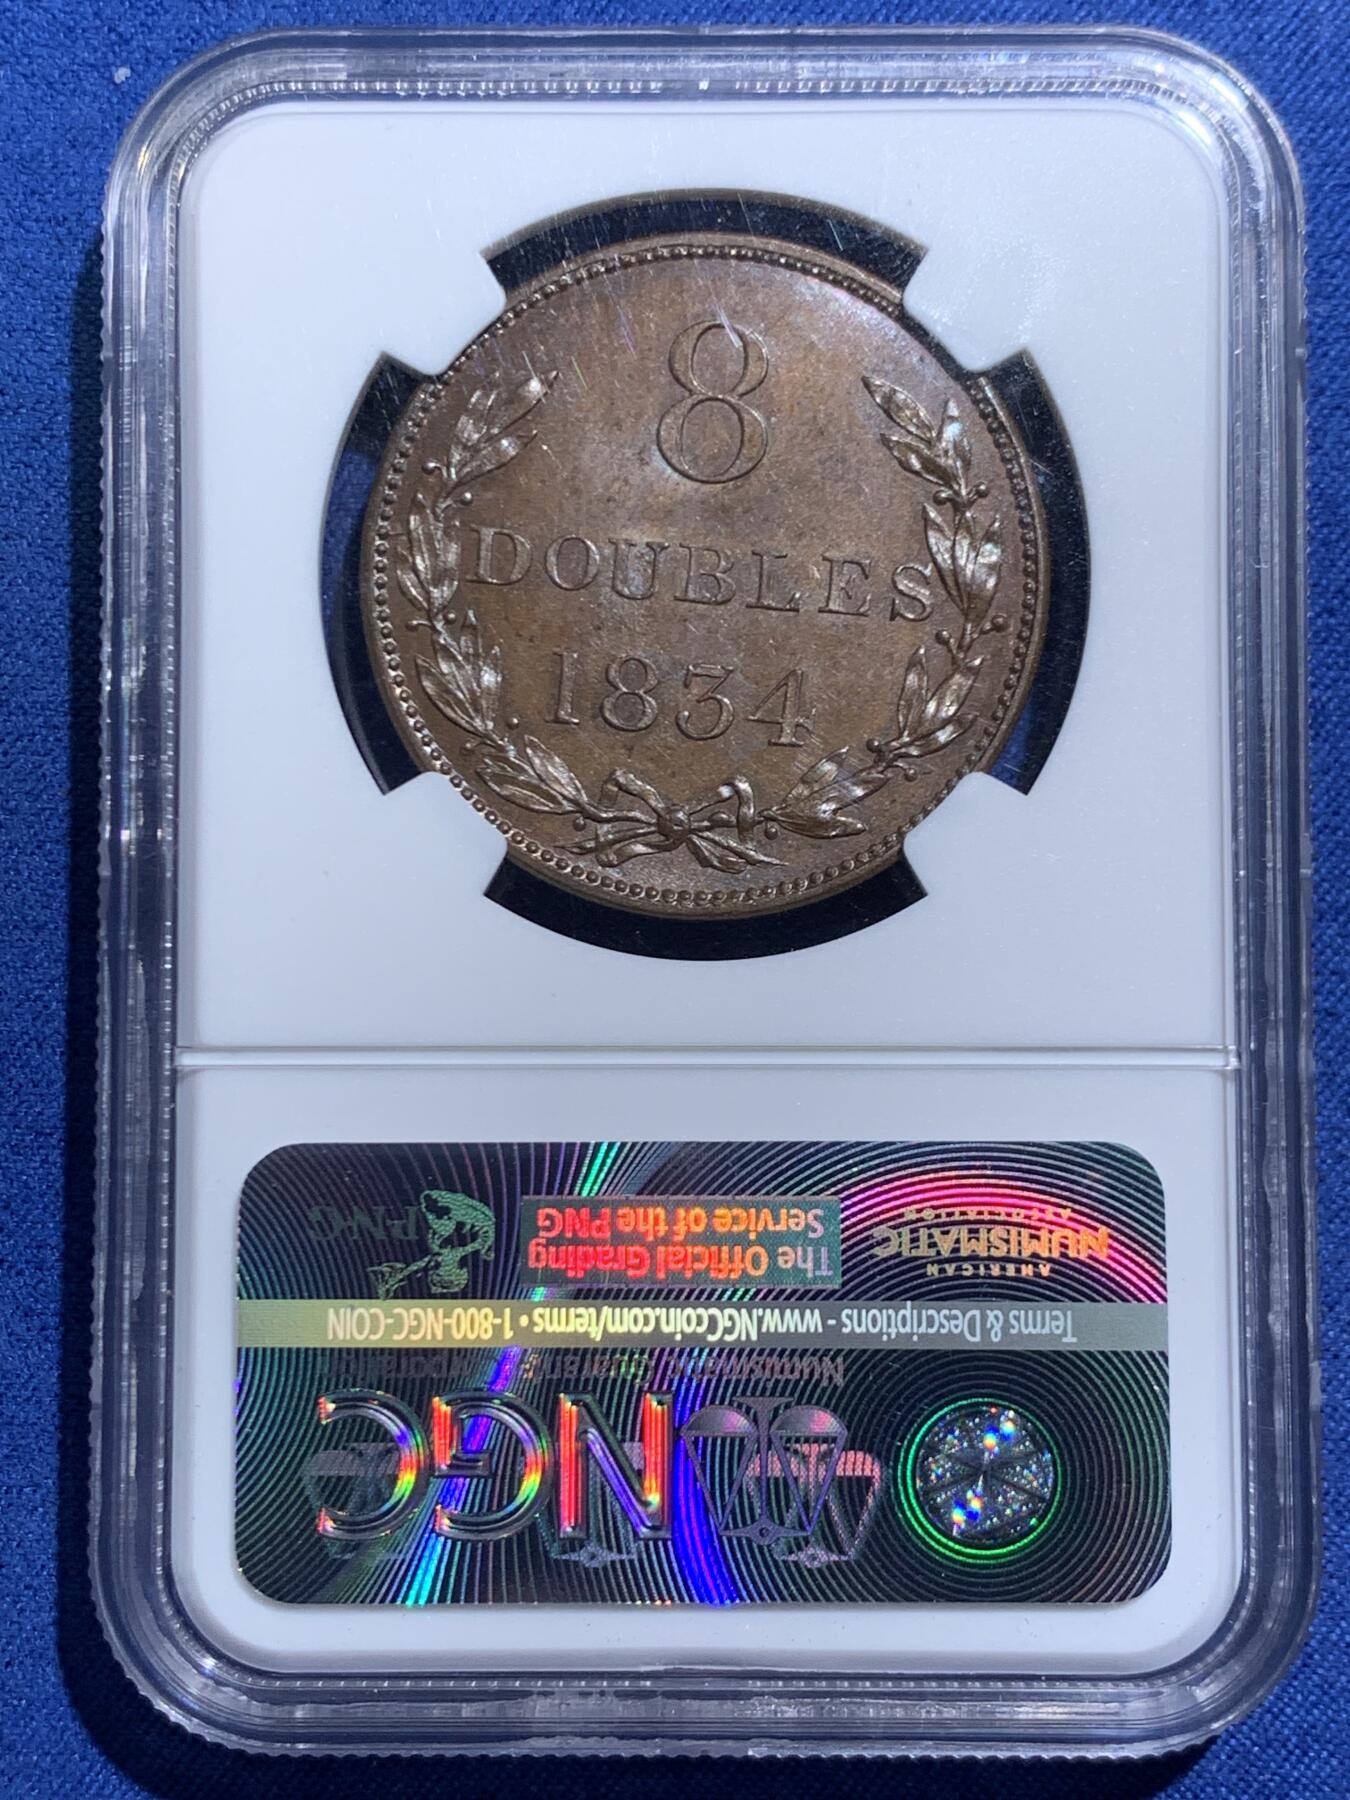 8
DOUBLES
1834
NGC
Numismatic Guaranty Corporation
Terms & Descriptions - www.NGCcoin.com/terms • 1-800-NGC-COIN
AMERICAN
NUMISMATIC
ASSOCIATION
The Official Grading
Service of the PNG
PNG